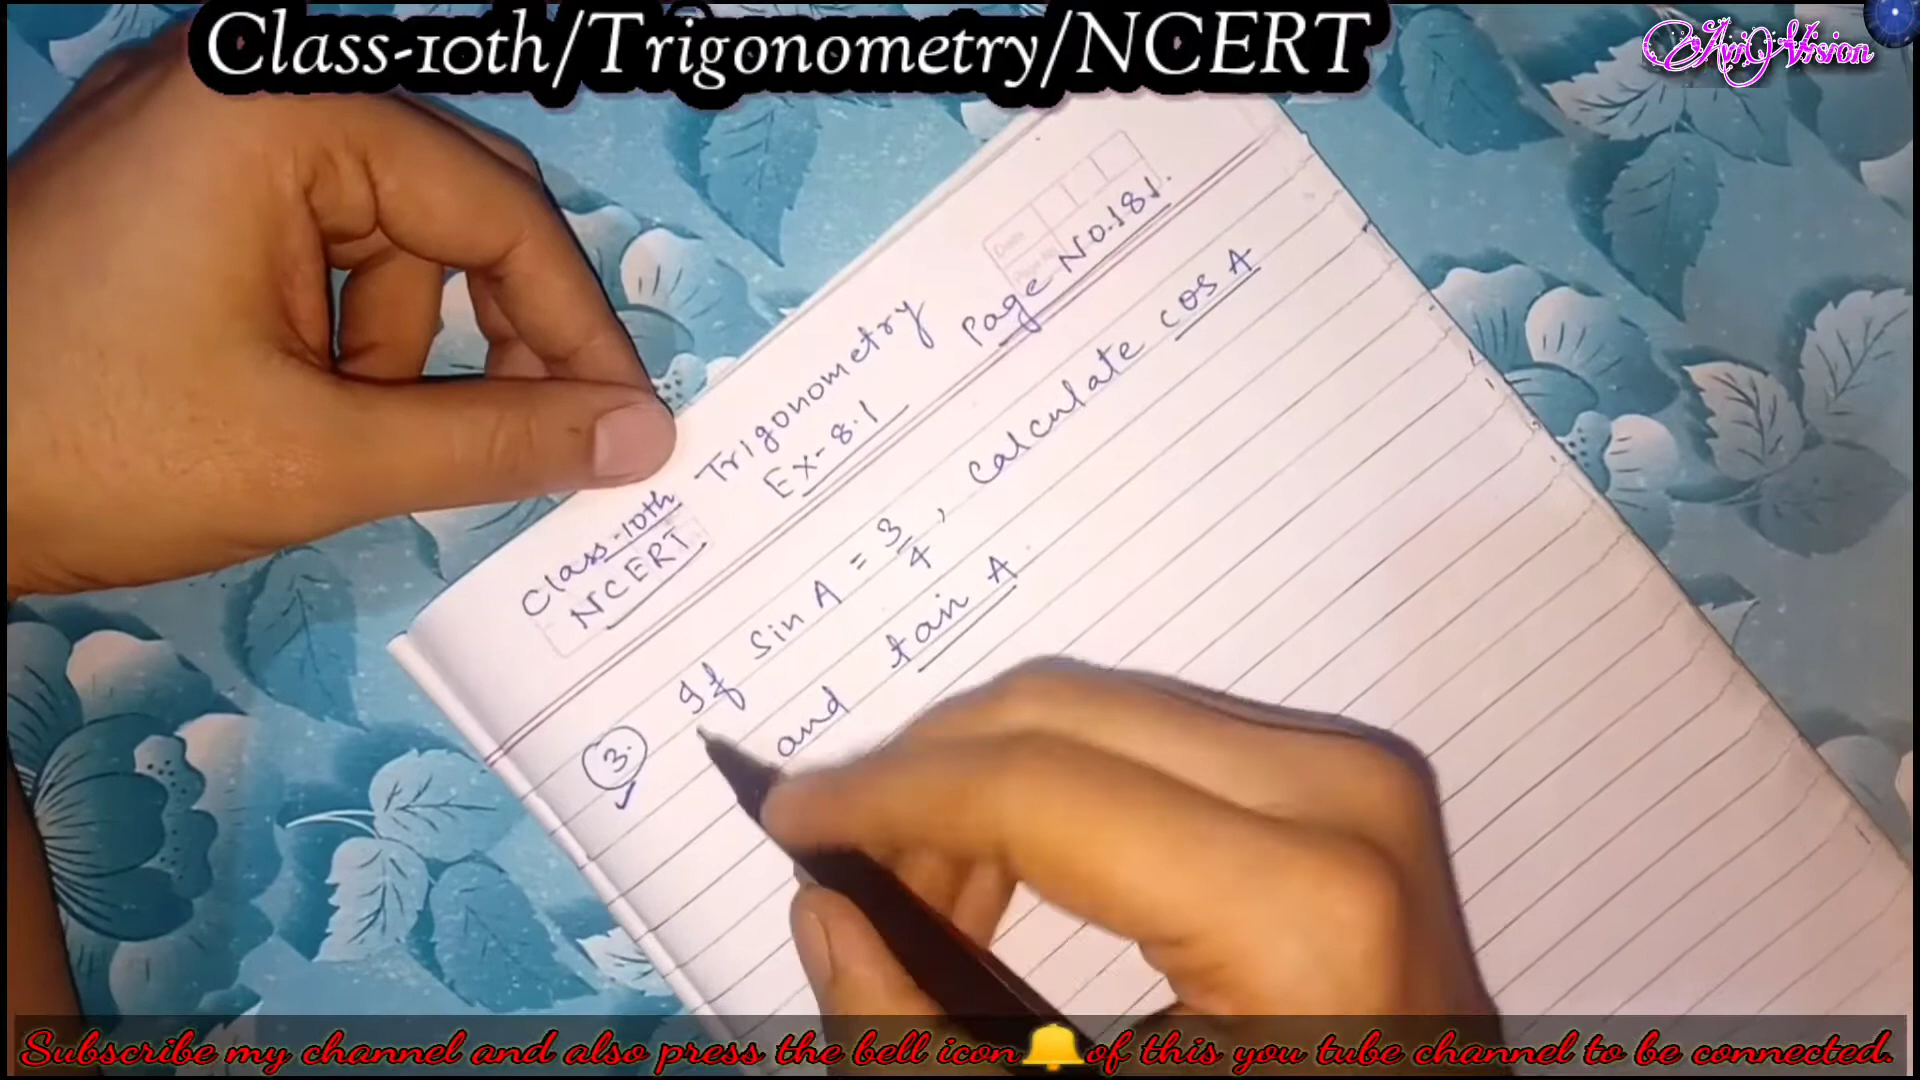 Class-10th/Trigonometry/NCERT
Avi Vision
Class-10th Trigonometry Page No.181.
NCERT Ex-8.1
3. If sin A = 3/4, calculate cos A
and tan A.
Subscribe my channel and also press the bell icon🔔of this you tube channel to be connected.